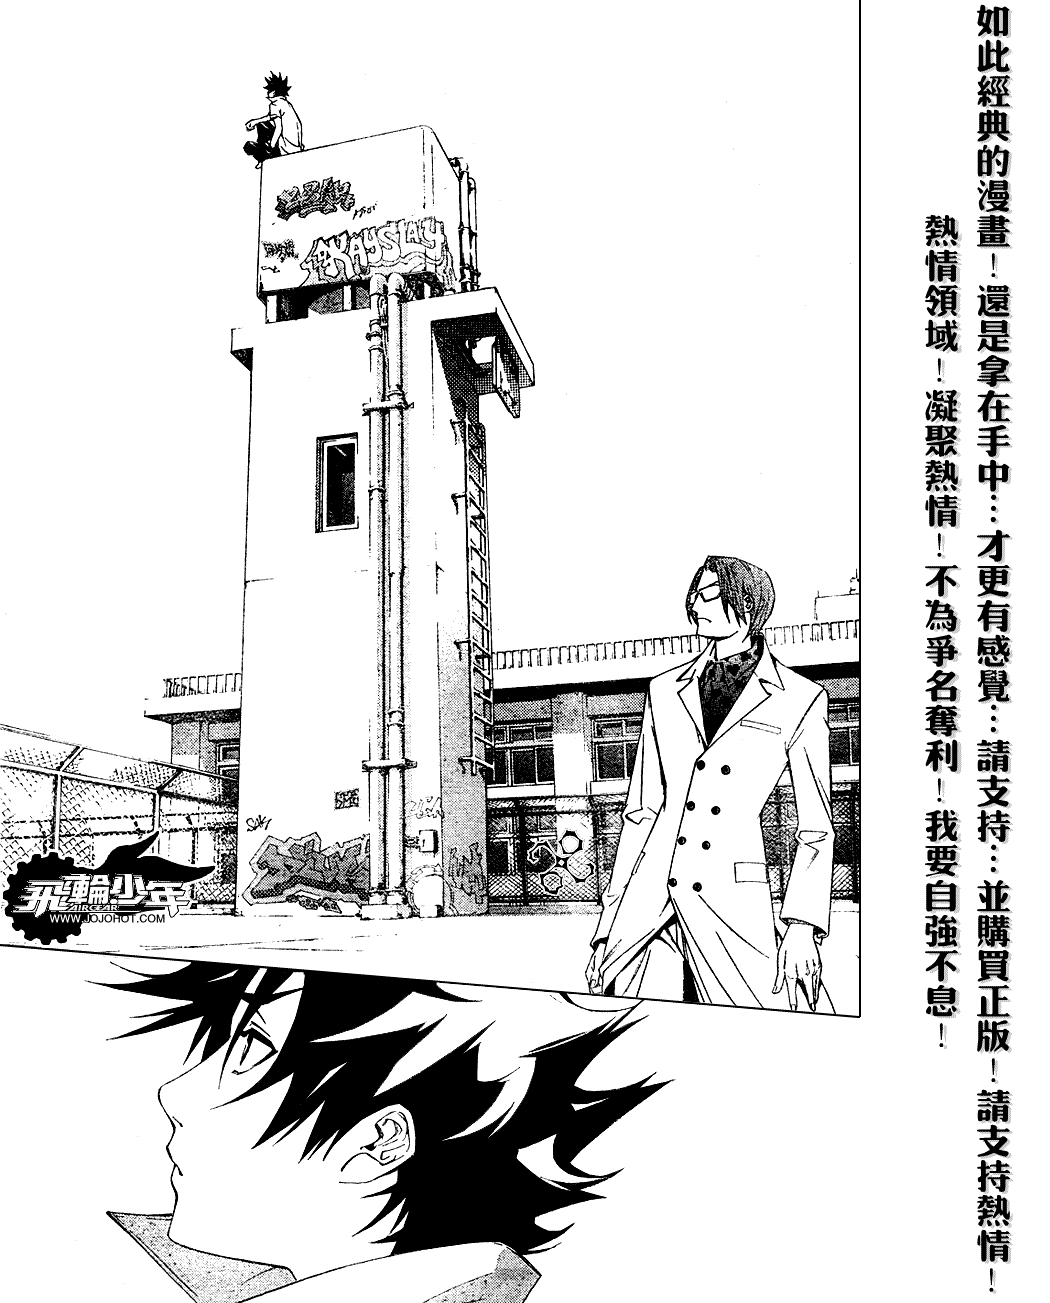 如此經典的漫畫！還是拿在手中…才更有感覺…請支持…並購買正版！請支持熱情！
熱情領域！凝聚熱情！不為爭名奪利！我要自強不息！
KAYSLAY
飛輪少年
AIRGEAR
WWW.JOJOHOT.COM